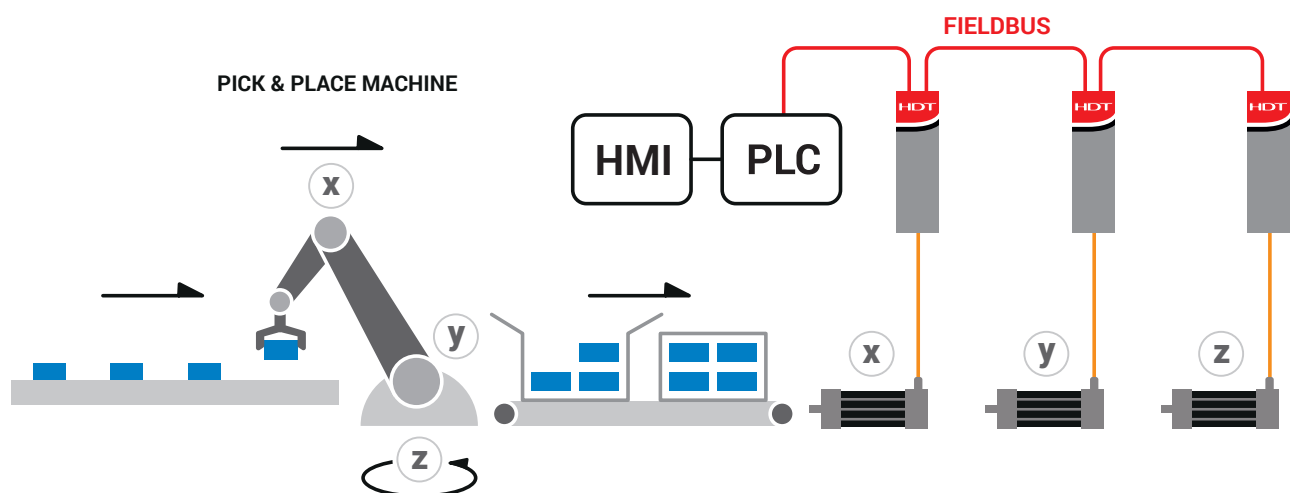 FIELDBUS
PICK & PLACE MACHINE
HDT
HDT
HDT
HMI
PLC
x
y
z
x
y
z